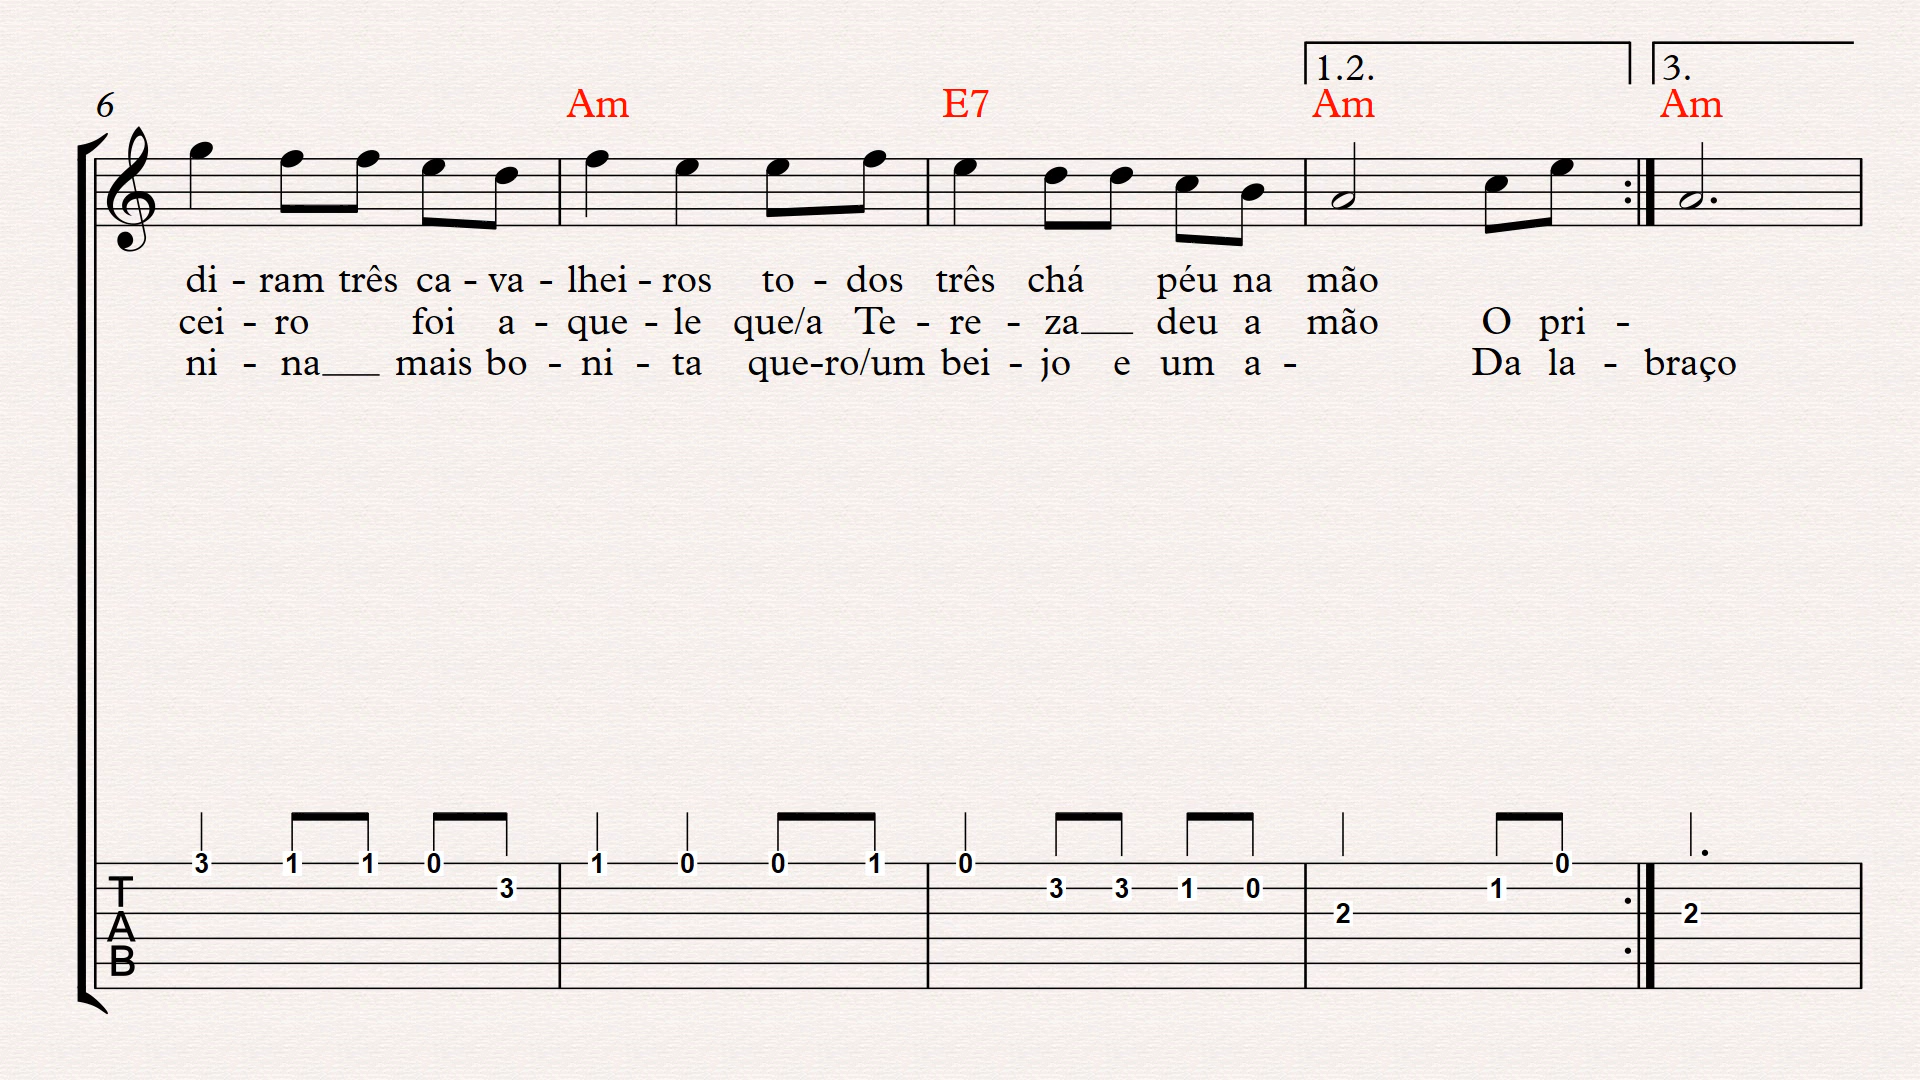 1.2. 3.
6 Am E7 Am Am
di - ram três ca - va - lhei - ros to - dos três chá péu na mão
cei - ro foi a - que - le que/a Te - re - za___ deu a mão O pri -
ni - na___ mais bo - ni - ta que-ro/um bei - jo e um a - Da la - braço
3 1 1 0 1 0 0 1 0 0
T 3 3 3 1 0 1
A 2 2
B